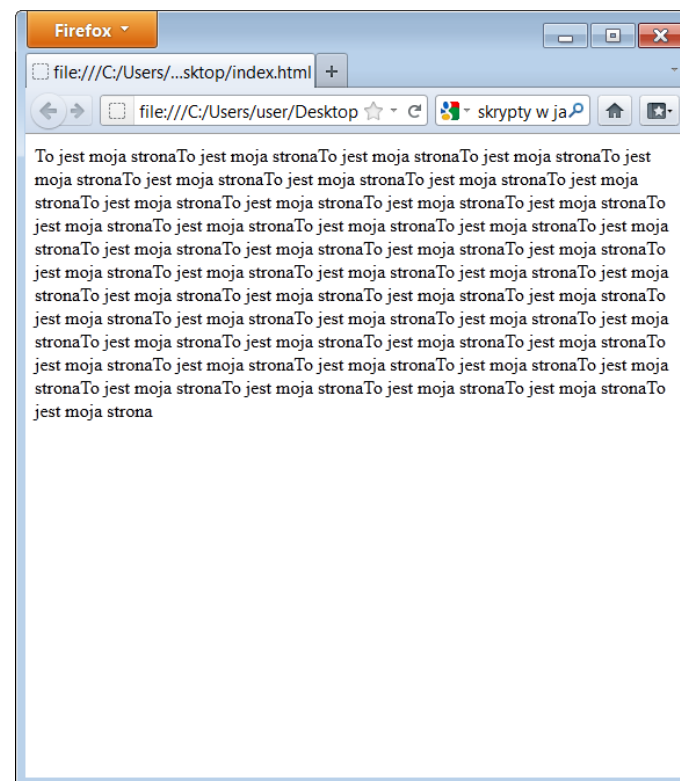 Firefox
file:///C:/Users/...sktop/index.html
file:///C:/Users/user/Desktop
skrypty w ja
To jest moja stronaTo jest moja stronaTo jest moja stronaTo jest moja stronaTo jest
moja stronaTo jest moja stronaTo jest moja stronaTo jest moja stronaTo jest moja
stronaTo jest moja stronaTo jest moja stronaTo jest moja stronaTo jest moja stronaTo
jest moja stronaTo jest moja stronaTo jest moja stronaTo jest moja stronaTo jest moja
stronaTo jest moja stronaTo jest moja stronaTo jest moja stronaTo jest moja stronaTo
jest moja stronaTo jest moja stronaTo jest moja stronaTo jest moja stronaTo jest moja
stronaTo jest moja stronaTo jest moja stronaTo jest moja stronaTo jest moja stronaTo
jest moja stronaTo jest moja stronaTo jest moja stronaTo jest moja stronaTo jest moja
stronaTo jest moja stronaTo jest moja stronaTo jest moja stronaTo jest moja stronaTo
jest moja stronaTo jest moja stronaTo jest moja stronaTo jest moja stronaTo jest moja
stronaTo jest moja stronaTo jest moja stronaTo jest moja stronaTo jest moja stronaTo
jest moja strona